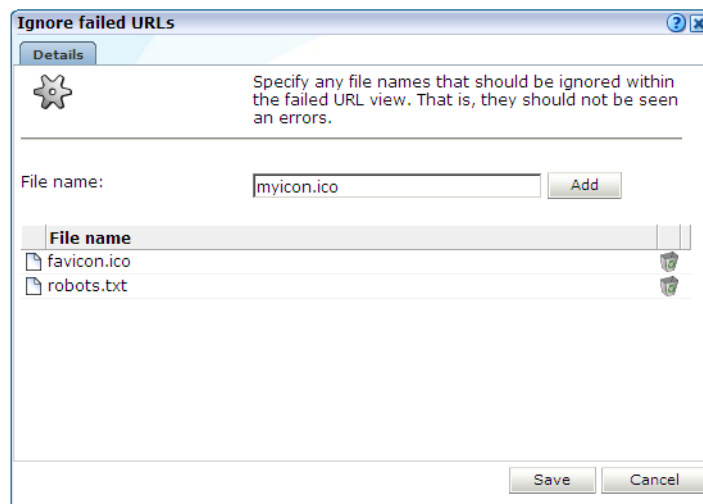 Ignore failed URLs
?
Details
Specify any file names that should be ignored within
the failed URL view. That is, they should not be seen
an errors.
File name:
myicon.ico
Add
File name
favicon.ico
robots.txt
Save
Cancel